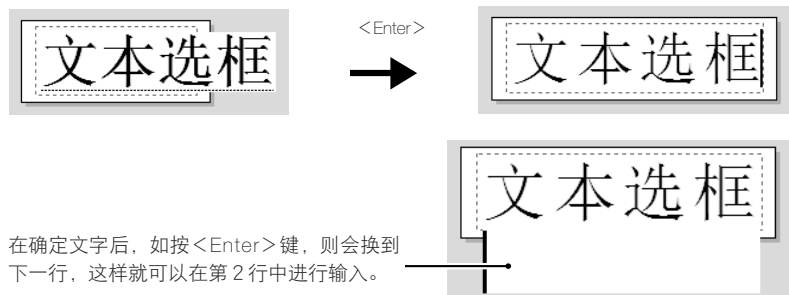 文本选框
<Enter>
文本选框
文本选框
在确定文字后，如按<Enter>键，则会换到
下一行，这样就可以在第2行中进行输入。